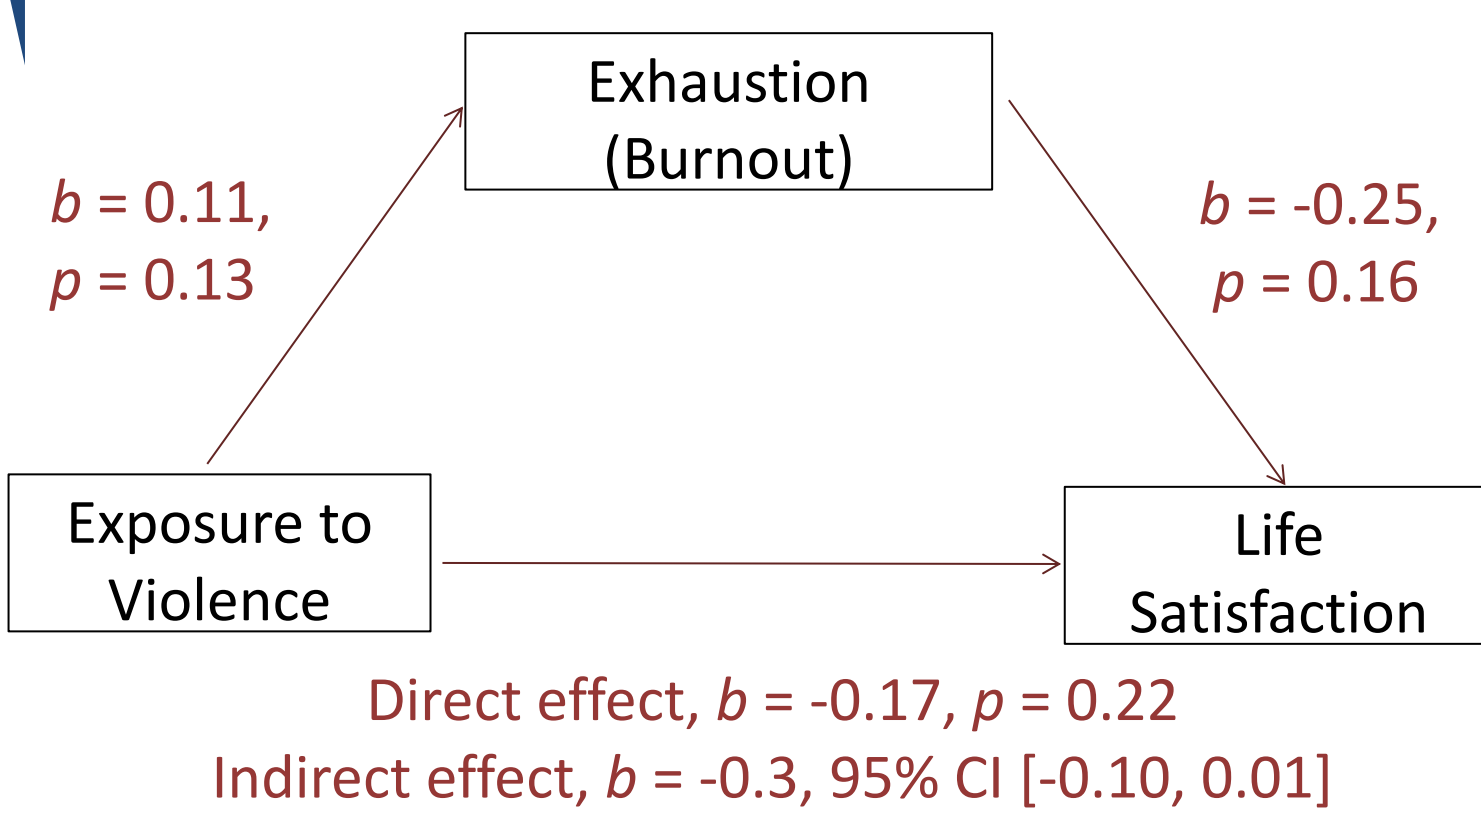 Exhaustion
(Burnout)
b = 0.11,
p = 0.13
b = -0.25,
p = 0.16
Exposure to
Violence
Life
Satisfaction
Direct effect, b = -0.17, p = 0.22
Indirect effect, b = -0.3, 95% CI [-0.10, 0.01]